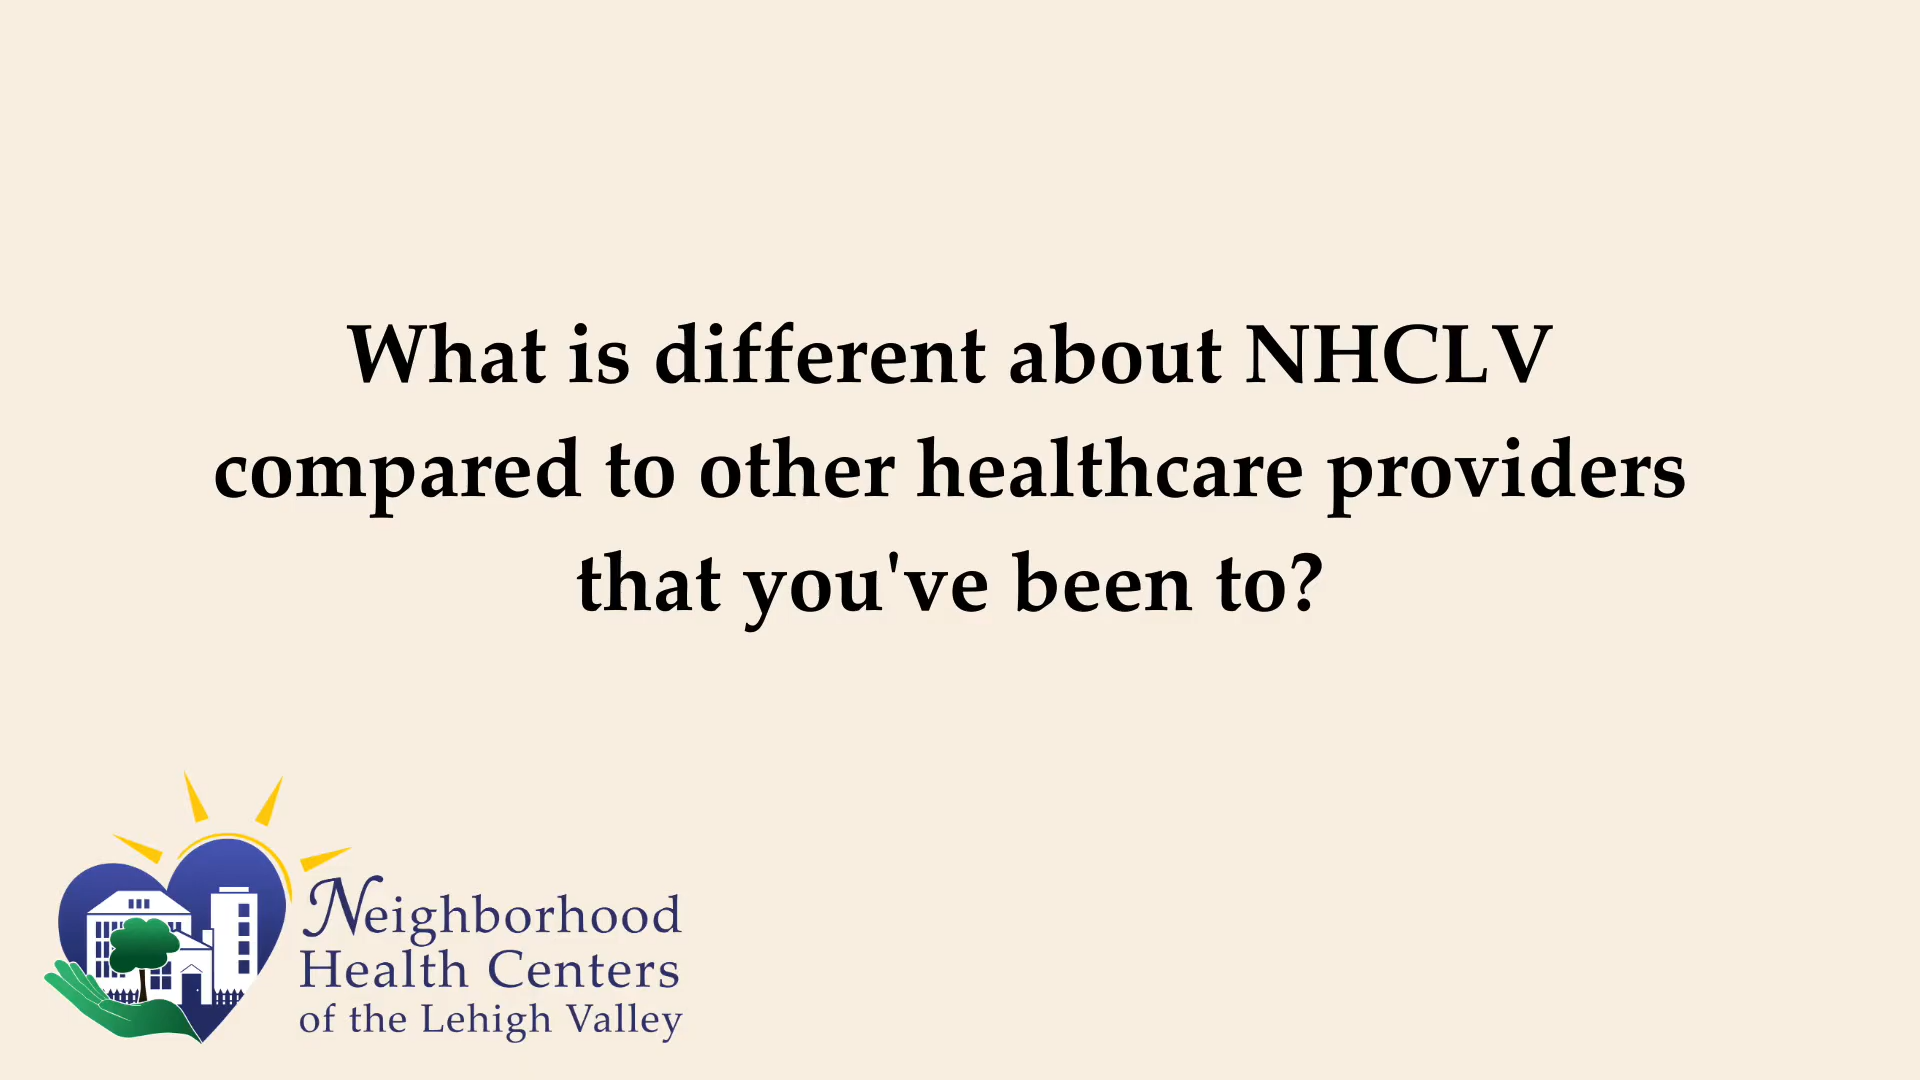 What is different about NHCLV
compared to other healthcare providers
that you've been to?
Neighborhood
Health Centers
of the Lehigh Valley